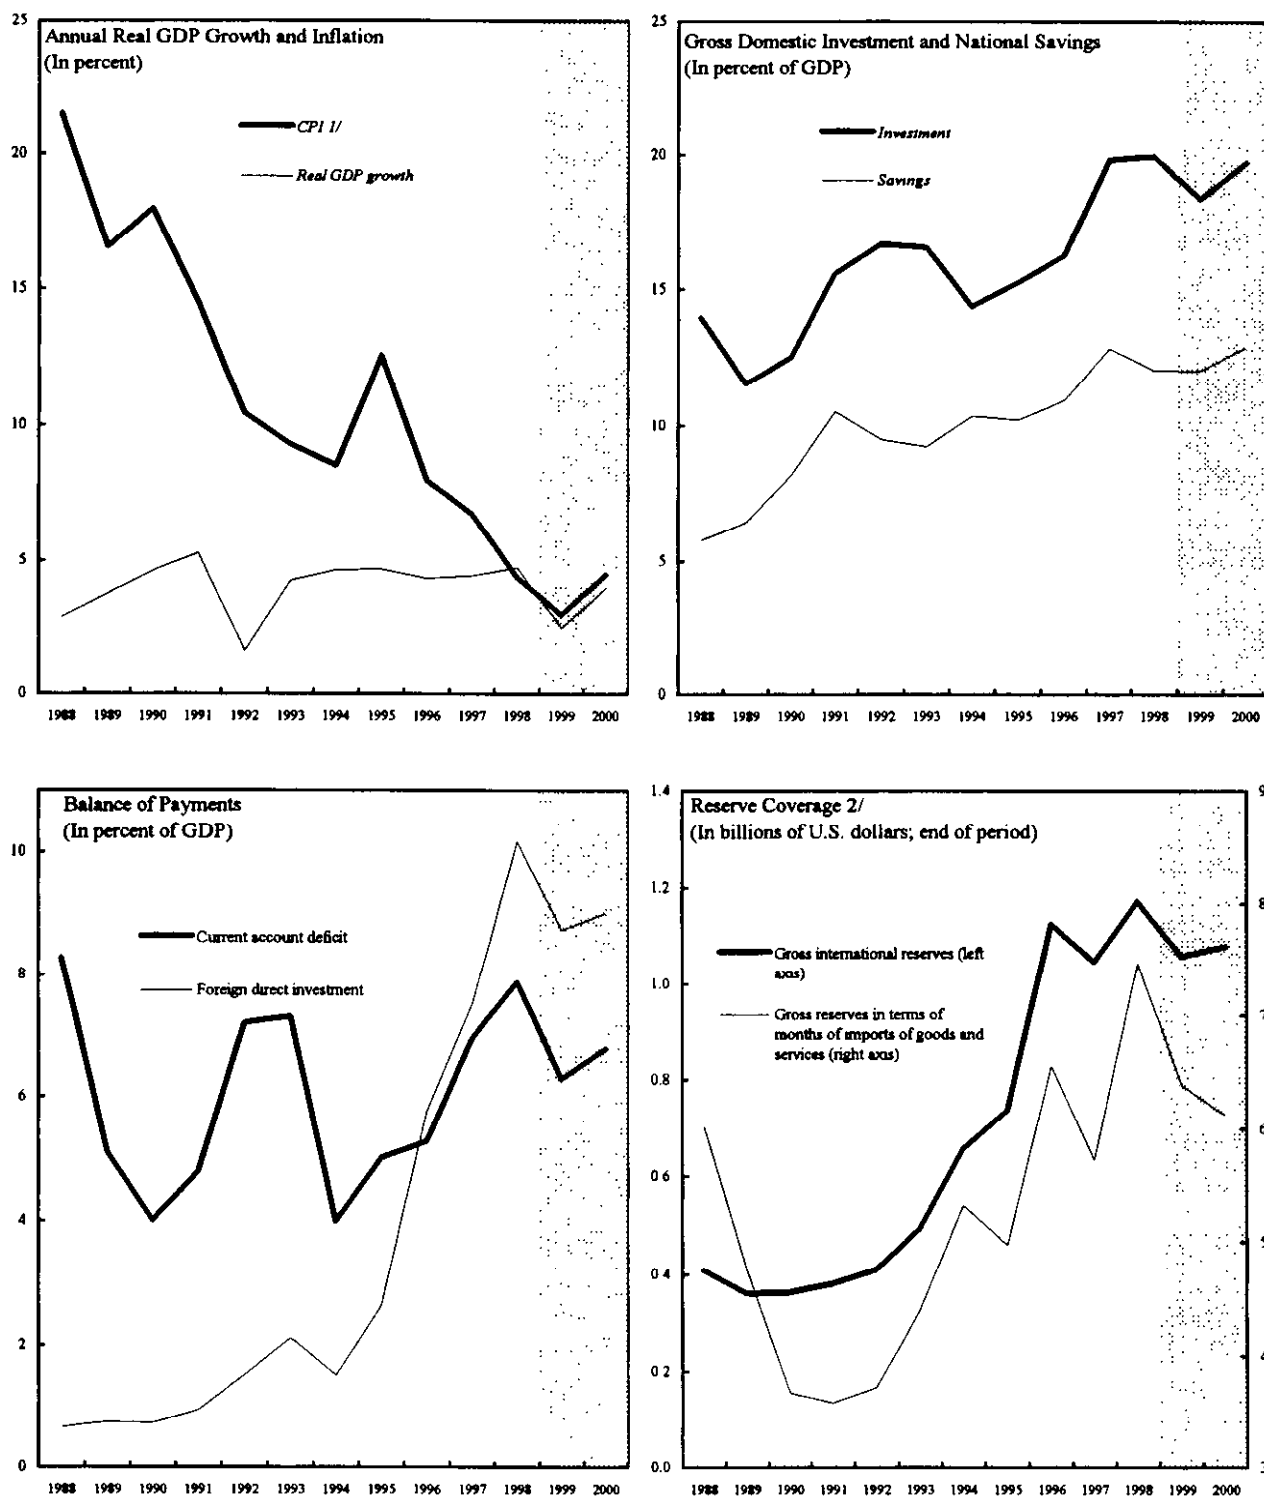 Annual Real GDP Growth and Inflation
(In percent)
CPI 1/
Real GDP growth
25
20
15
10
5
0
1988 1989 1990 1991 1992 1993 1994 1995 1996 1997 1998 1999 2000
Gross Domestic Investment and National Savings
(In percent of GDP)
Investment
Savings
25
20
15
10
5
0
1988 1989 1990 1991 1992 1993 1994 1995 1996 1997 1998 1999 2000
Balance of Payments
(In percent of GDP)
Current account deficit
Foreign direct investment
10
8
6
4
2
0
1988 1989 1990 1991 1992 1993 1994 1995 1996 1997 1998 1999 2000
Reserve Coverage 2/
(In billions of U.S. dollars; end of period)
Gross international reserves (left
axis)
Gross reserves in terms of
months of imports of goods and
services (right axis)
1.4
1.2
1.0
0.8
0.6
0.4
0.2
0.0
9
8
7
6
5
4
3
1988 1989 1990 1991 1992 1993 1994 1995 1996 1997 1998 1999 2000